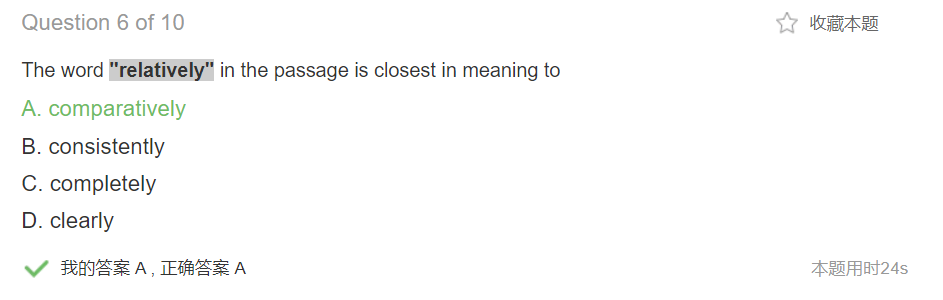 Question 6 of 10
收藏本题
The word "relatively" in the passage is closest in meaning to
A. comparatively
B. consistently
C. completely
D. clearly
我的答案 A , 正确答案 A
本题用时24s